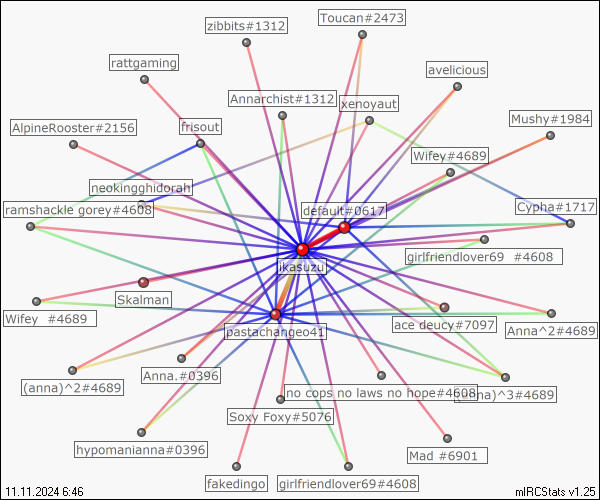 Toucan#2473
zibbits#1312
rattgaming
avelicious
Annarchist#1312
xenoyaut
Mushy#1984
AlpineRooster#2156
frisout
Wifey#4689
neokingghidorah
ramshackle gorey#4608
default#0617
Cypha#1717
girlfriendlover69 #4608
ikasuzu
Skalman
Wifey #4689
pastachangeo41
ace deucy#7097
Anna^2#4689
Anna.#0396
(anna)^2#4689
no cops no laws no hope#4608
^3#4689
Soxy Foxy#5076
hypomanianna#0396
Mad #6901
fakedingo
girlfriendlover69#4608
11.11.2024 6:46
mIRCStats v1.25